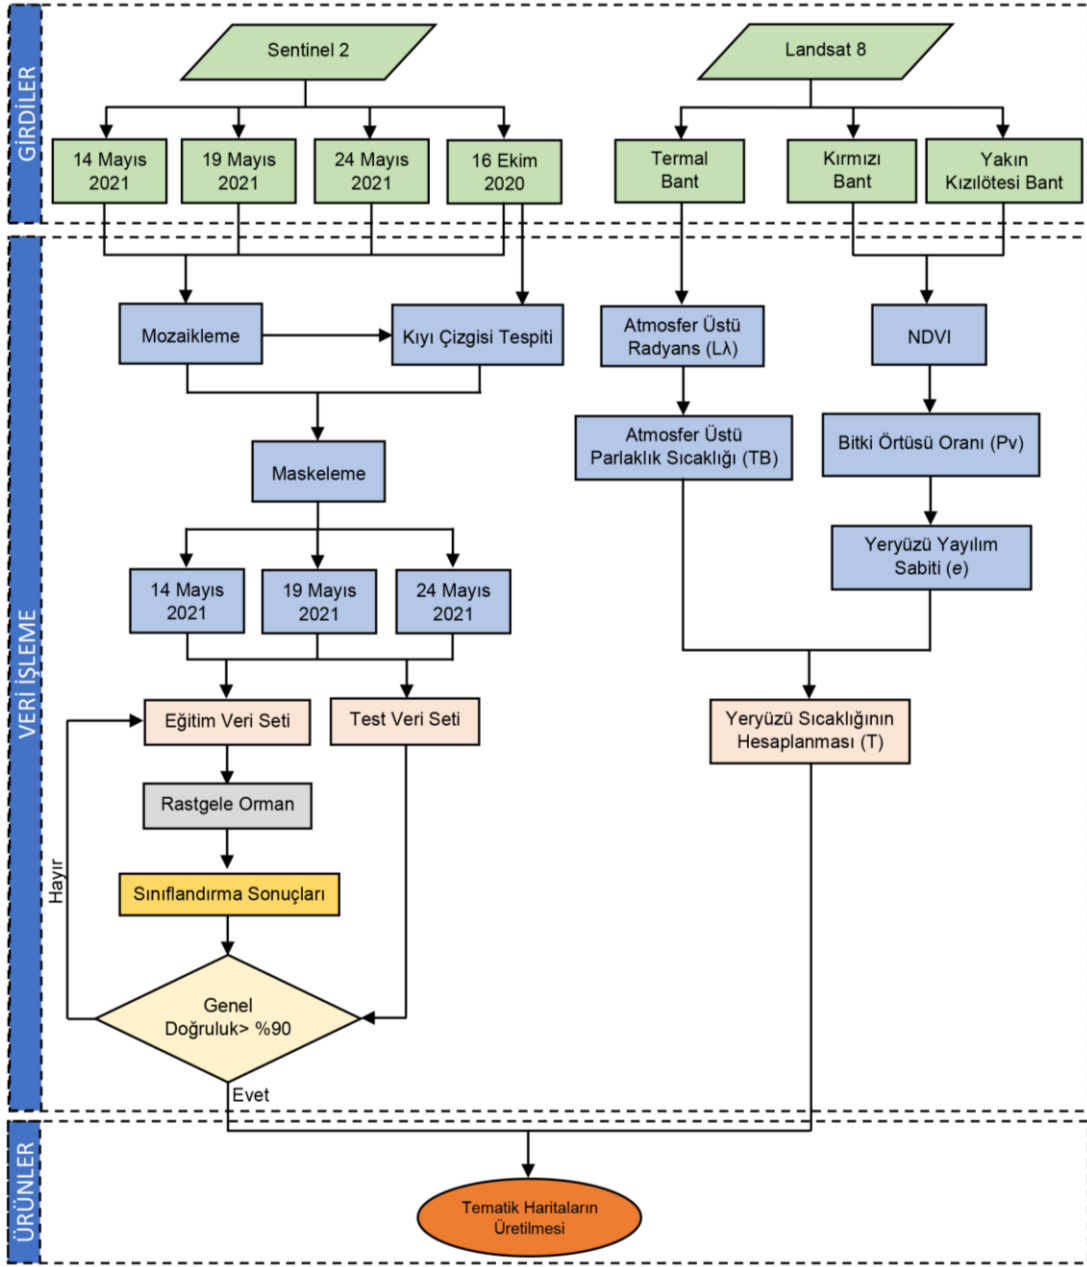 GİRDİLER
Sentinel 2
Landsat 8
14 Mayıs
2021
19 Mayıs
2021
24 Mayıs
2021
16 Ekim
2020
Termal
Bant
Kırmızı
Bant
Yakın
Kızılötesi Bant
VERİ İŞLEME
Mozaikleme
Kıyı Çizgisi Tespiti
Atmosfer Üstü
Radyans (Lλ)
NDVI
Atmosfer Üstü
Parlaklık Sıcaklığı (TB)
Bitki Örtüsü Oranı (Pv)
Maskeleme
Yeryüzü Yayılım
Sabiti (e)
14 Mayıs
2021
19 Mayıs
2021
24 Mayıs
2021
Eğitim Veri Seti
Test Veri Seti
Yeryüzü Sıcaklığının
Hesaplanması (T)
Rastgele Orman
Hayır
Sınıflandırma Sonuçları
Genel
Doğruluk> %90
Evet
ÜRÜNLER
Tematik Haritaların
Üretilmesi